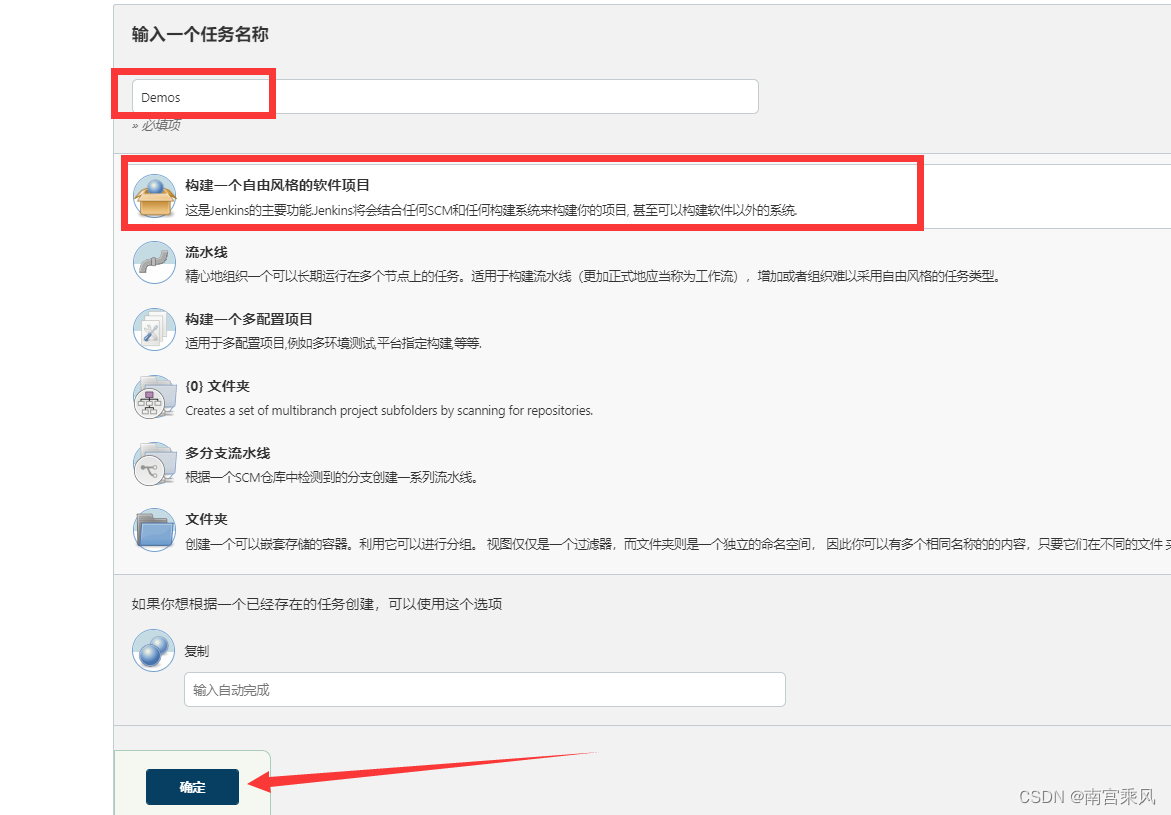 输入一个任务名称
Demos
» 必填项
构建一个自由风格的软件项目
这是Jenkins的主要功能.Jenkins将会结合任何SCM和任何构建系统来构建你的项目, 甚至可以构建软件以外的系统.
流水线
精心地组织一个可以长期运行在多个节点上的任务。适用于构建流水线（更加正式地应当称为工作流），增加或者组织难以采用自由风格的任务类型。
构建一个多配置项目
适用于多配置项目,例如多环境测试,平台指定构建,等等.
{0} 文件夹
Creates a set of multibranch project subfolders by scanning for repositories.
多分支流水线
根据一个SCM仓库中检测到的分支创建一系列流水线。
文件夹
创建一个可以嵌套存储的容器。利用它可以进行分组。 视图仅仅是一个过滤器，而文件夹则是一个独立的命名空间， 因此你可以有多个相同名称的的内容，只要它们在不同的文件 夹
如果你想根据一个已经存在的任务创建，可以使用这个选项
复制
输入自动完成
确定
CSDN @南宫乘风